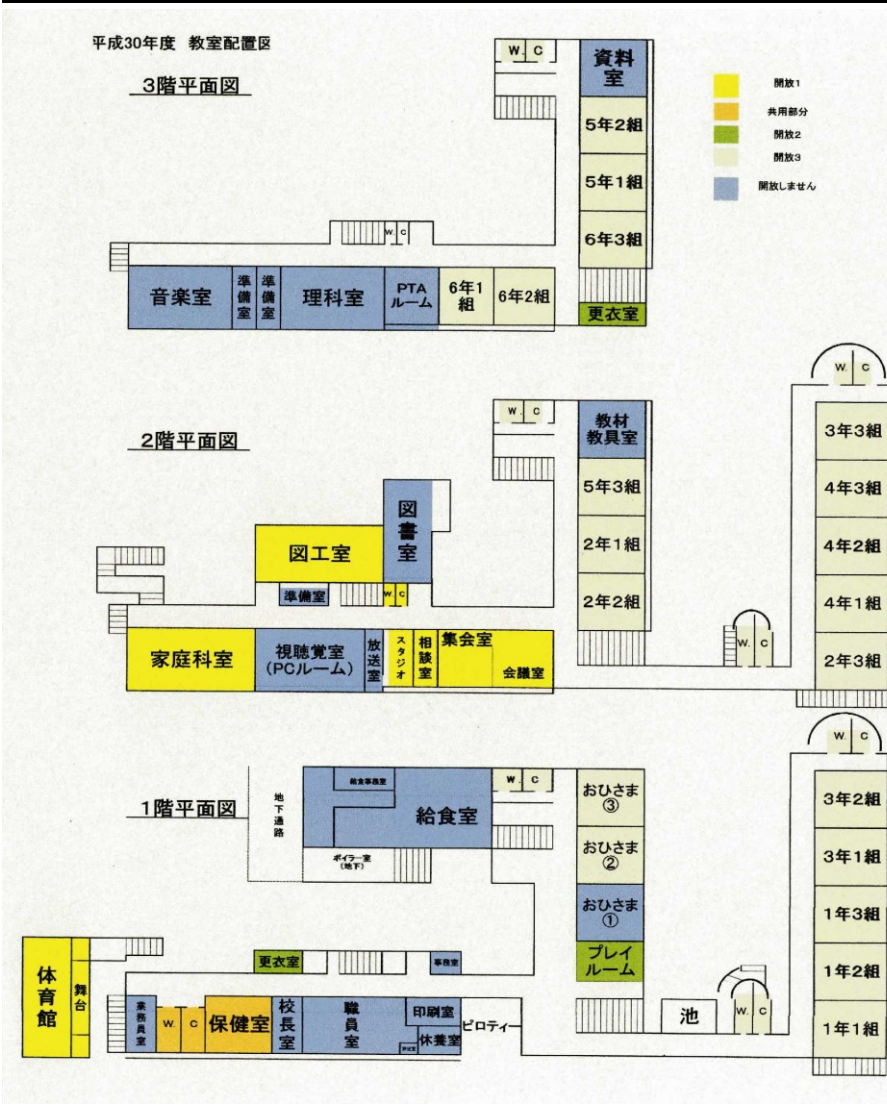 平成30年度 教室配置図
3階平面図
W. C
資料
室
5年2組
5年1組
6年3組
更衣室
開放1
共用部分
開放2
開放3
開放しません
W. C
音楽室
準備室
準備室
理科室
PTA
ルーム
6年1
組
6年2組
2階平面図
W. C
教材
教具室
5年3組
2年1組
2年2組
W. C
3年3組
4年3組
4年2組
4年1組
2年3組
W. C
図書室
図工室
準備室
W. C
家庭科室
視聴覚室
(PCルーム)
放送室
スタジオ
相談室
集会室
会議室
1階平面図
地下通路
給食事務室
給食室
ボイラー室
(地下)
W. C
おひさま
③
おひさま
②
おひさま
①
プレイ
ルーム
W. C
3年2組
3年1組
1年3組
1年2組
1年1組
W. C
池
体育館
舞台
更衣室
事務室
業務員室
W. C
保健室
校長室
職員室
印刷室
休養室
ピロティー